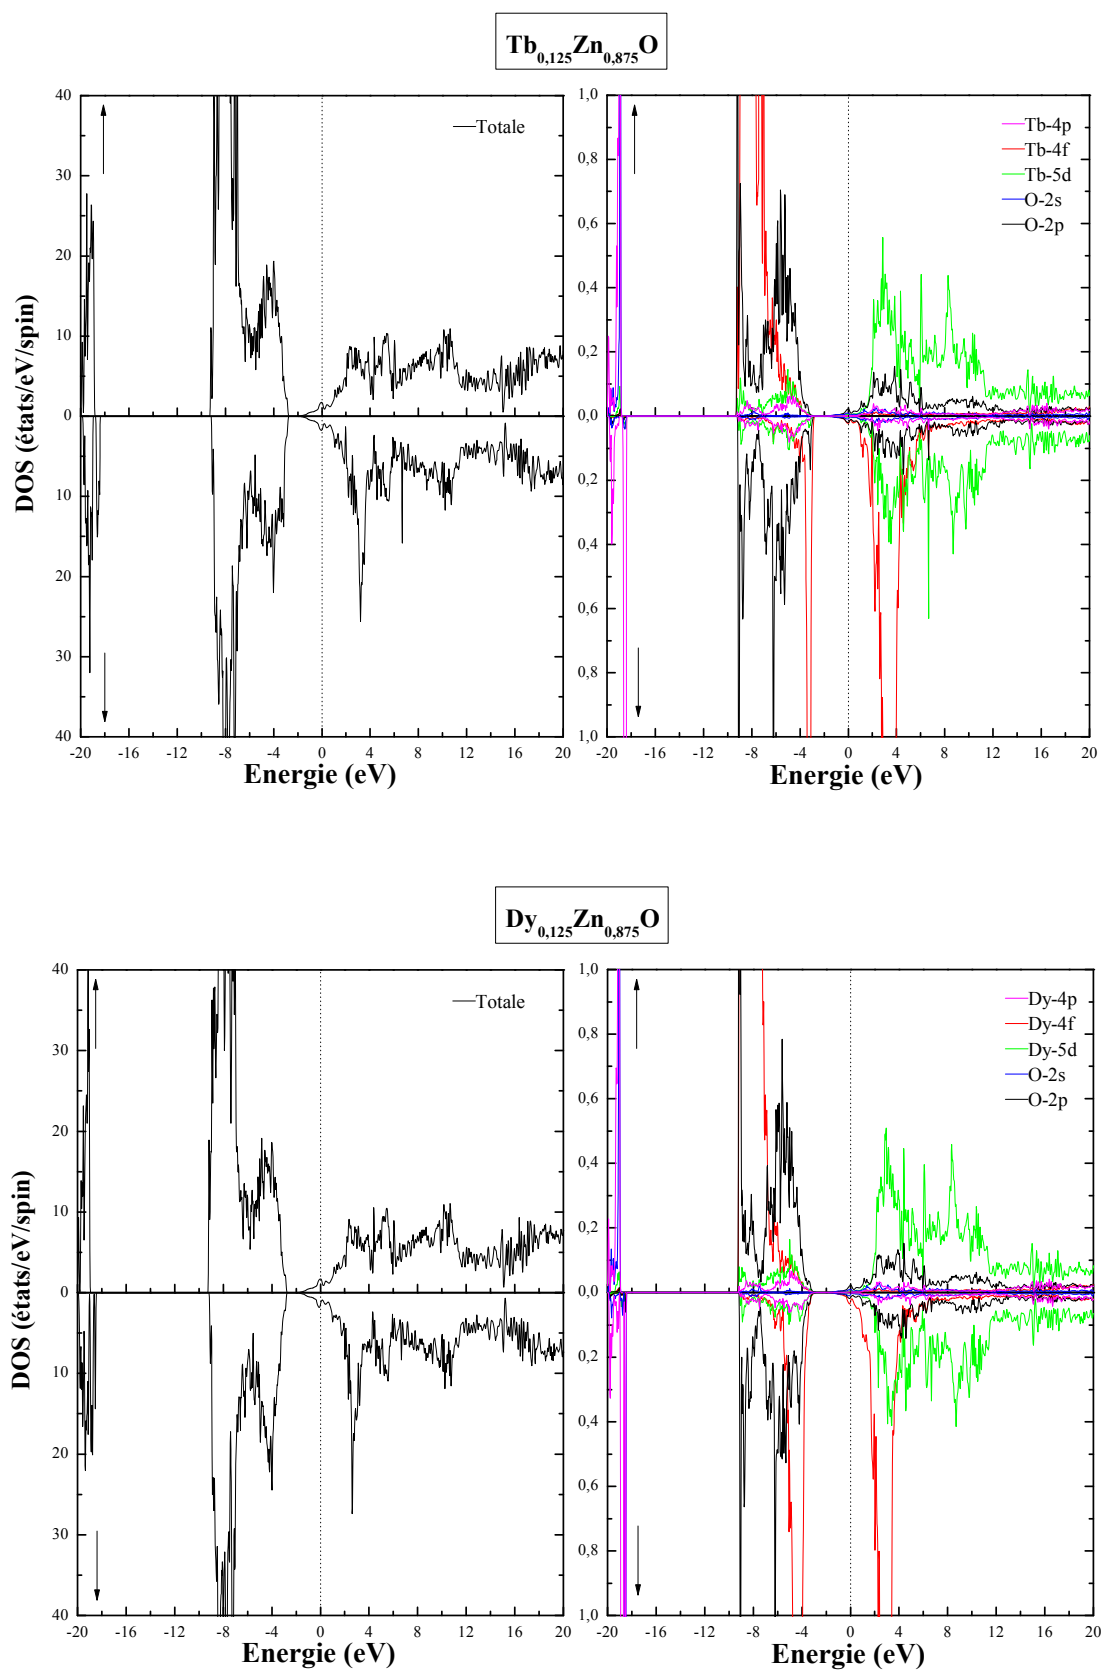 Tb0,125Zn0,875O
40
30
20
10
0
10
20
30
40
DOS (états/eV/spin)
Totale
-20 -16 -12 -8 -4 0 4 8 12 16 20
Energie (eV)
1,0
0,8
0,6
0,4
0,2
0,0
0,2
0,4
0,6
0,8
1,0
Tb-4p
Tb-4f
Tb-5d
O-2s
O-2p
-20 -16 -12 -8 -4 0 4 8 12 16 20
Energie (eV)
Dy0,125Zn0,875O
40
30
20
10
0
10
20
30
40
DOS (états/eV/spin)
Totale
-20 -16 -12 -8 -4 0 4 8 12 16 20
Energie (eV)
1,0
0,8
0,6
0,4
0,2
0,0
0,2
0,4
0,6
0,8
1,0
Dy-4p
Dy-4f
Dy-5d
O-2s
O-2p
-20 -16 -12 -8 -4 0 4 8 12 16 20
Energie (eV)